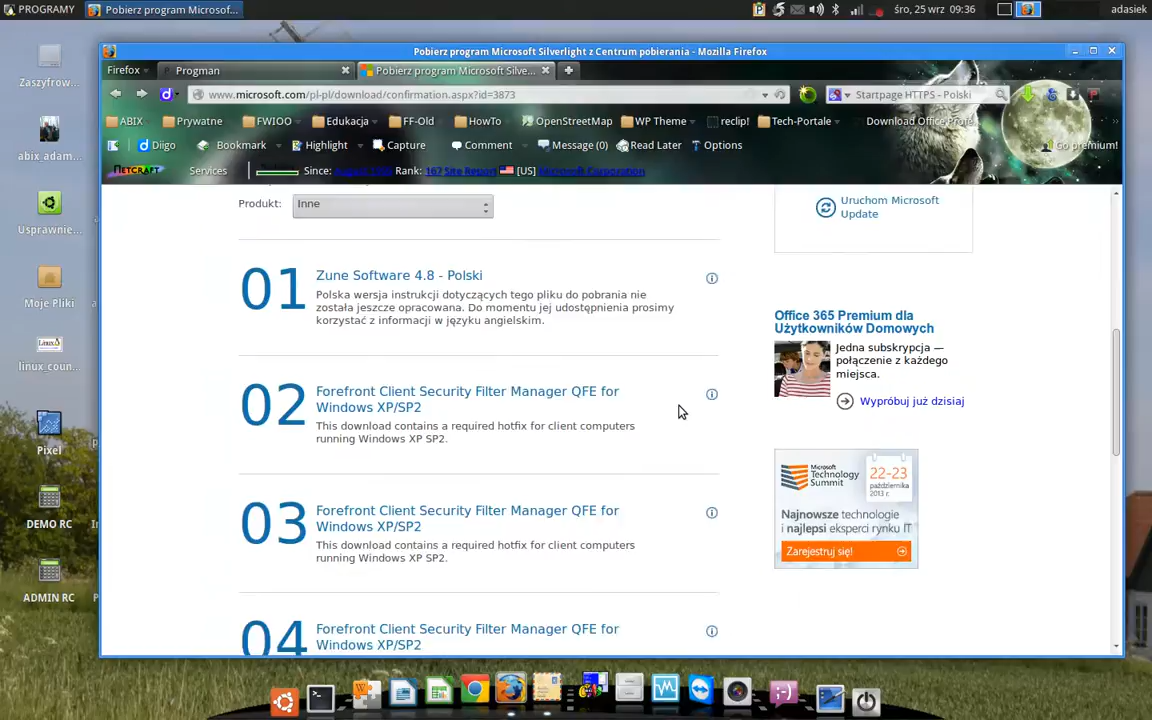 PROGRAMY
Pobierz program Microsof...
śro, 25 wrz 09:36
adasiek
Pobierz program Microsoft Silverlight z Centrum pobierania - Mozilla Firefox
Firefox
Progman
Pobierz program Microsoft Silve...
www.microsoft.com/pl-pl/download/confirmation.aspx?id=3873
Startpage HTTPS - Polski
ABIX
Prywatne
FWIOO
Edukacja
FF-Old
HowTo
OpenStreetMap
WP Theme
reclip!
Tech-Portale
Download Office Profe
Diigo
Bookmark
Highlight
Capture
Comment
Message (0)
Read Later
Options
Go premium!
NETCRAFT
Services
Since:
Rank: 167 Site Report [US] Microsoft Corporation
Zaszyfrow...
abix_adam...
Usprawnie...
Moje Pliki
linux_coun...
Pixel
DEMO RC
ADMIN RC
Produkt: Inne
01
Zune Software 4.8 - Polski
Polska wersja instrukcji dotyczących tego pliku do pobrania nie
została jeszcze opracowana. Do momentu jej udostępnienia prosimy
korzystać z informacji w języku angielskim.
02
Forefront Client Security Filter Manager QFE for
Windows XP/SP2
This download contains a required hotfix for client computers
running Windows XP SP2.
03
Forefront Client Security Filter Manager QFE for
Windows XP/SP2
This download contains a required hotfix for client computers
running Windows XP SP2.
04
Forefront Client Security Filter Manager QFE for
Windows XP/SP2
Uruchom Microsoft
Update
Office 365 Premium dla
Użytkowników Domowych
Jedna subskrypcja —
połączenie z każdego
miejsca.
Wypróbuj już dzisiaj
Microsoft
Technology
Summit
22-23
października
2013 r.
Najnowsze technologie
i najlepsi eksperci rynku IT
Zarejestruj się!